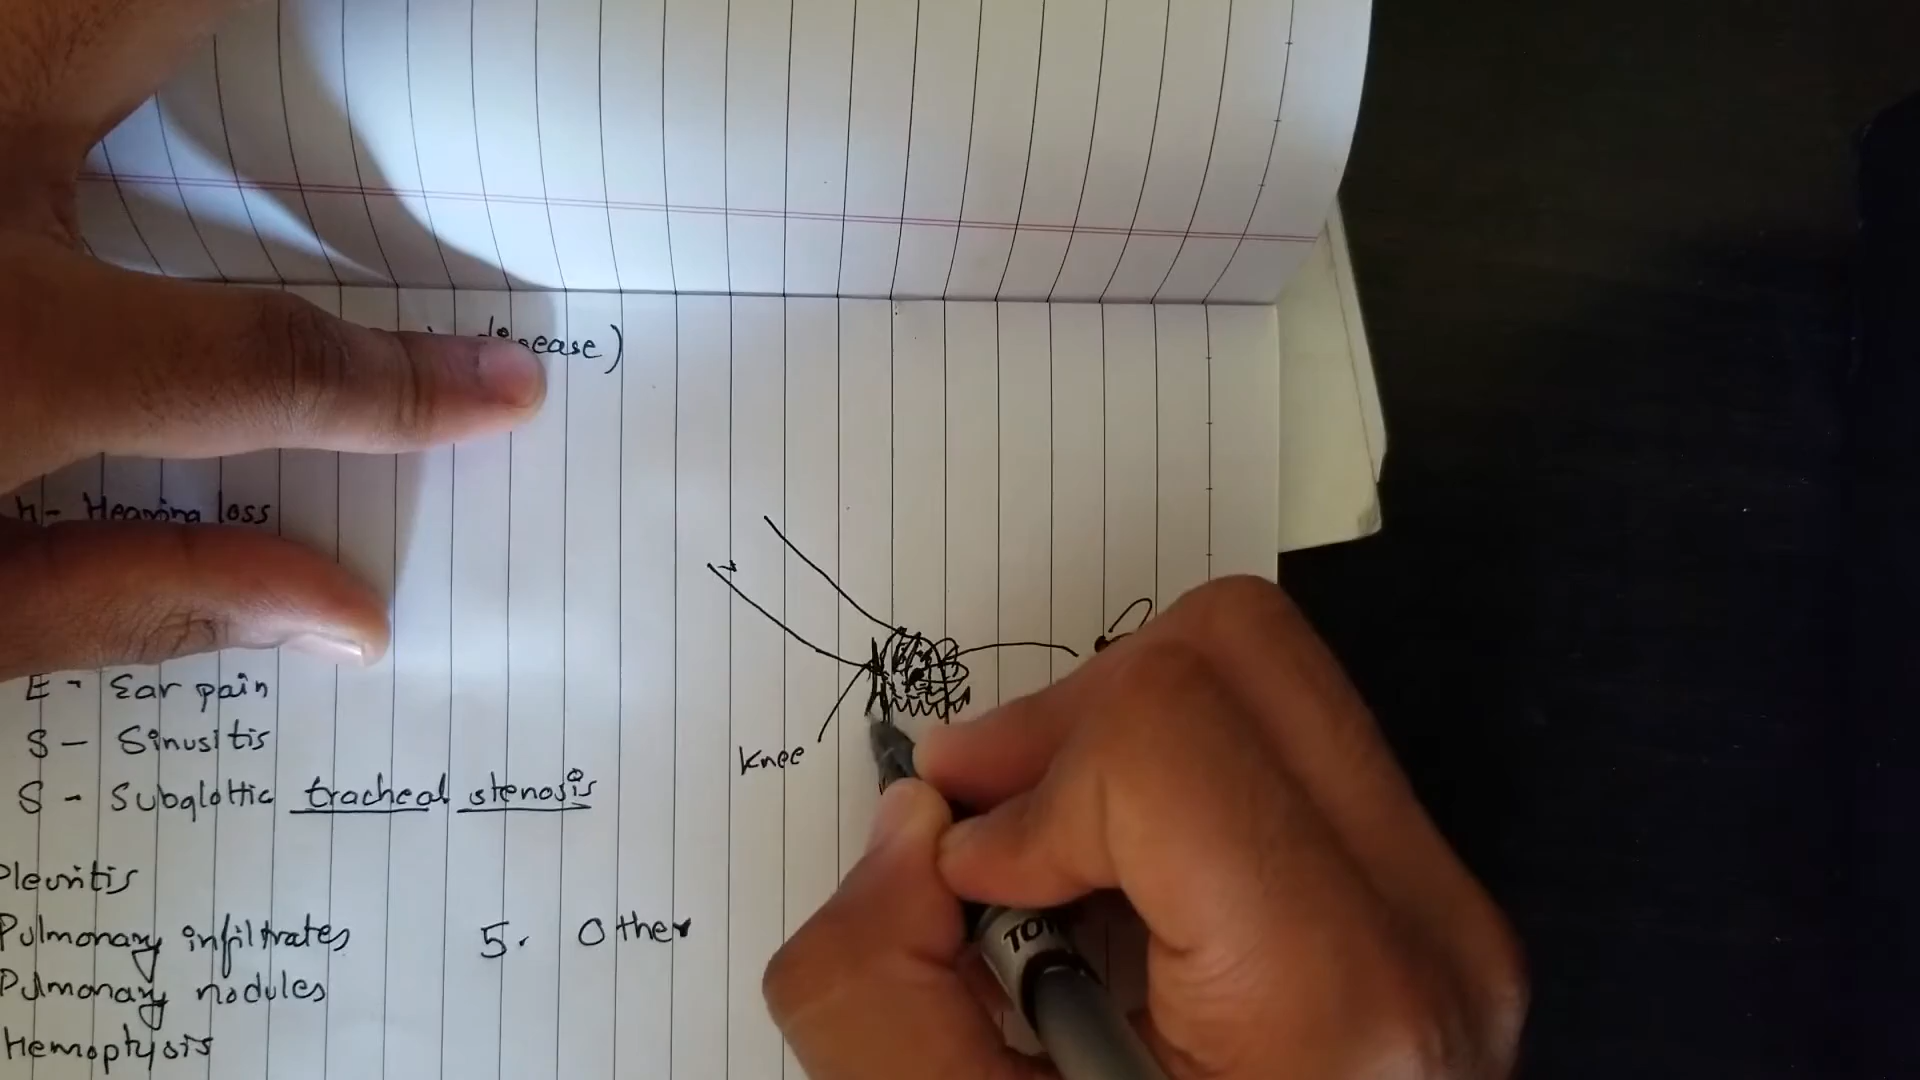 disease)
H- Hearing loss
E- Ear pain
S- Sinusitis
S- Subglottic tracheal stenosis
Knee
Pleuritis
Pulmonary infiltrates
5. Other
Pulmonary nodules
Hemoptysis